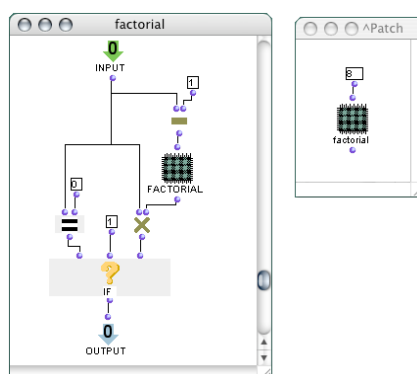 factorial
0
INPUT
1
FACTORIAL
0
1
?
IF
0
OUTPUT
^Patch
8
factorial